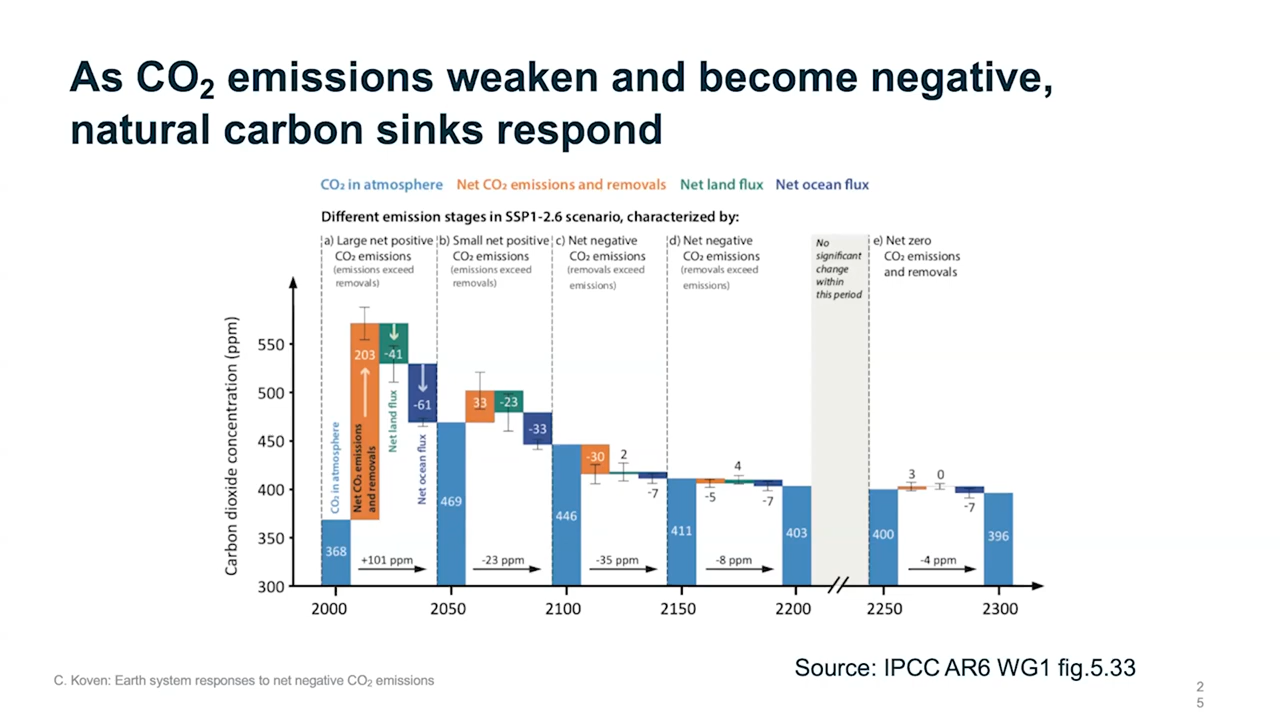 As CO₂ emissions weaken and become negative,
natural carbon sinks respond
CO₂ in atmosphere Net CO₂ emissions and removals Net land flux Net ocean flux
Different emission stages in SSP1-2.6 scenario, characterized by:
a) Large net positive
CO₂ emissions
(emissions exceed
removals)
b) Small net positive
CO₂ emissions
(emissions exceed
removals)
c) Net negative
CO₂ emissions
(removals exceed
emissions)
d) Net negative
CO₂ emissions
(removals exceed
emissions)
No
significant
change
within
this period
e) Net zero
CO₂ emissions
and removals
Carbon dioxide concentration (ppm)
550
500
450
400
350
300
CO₂ in atmosphere
368
Net CO₂ emissions
and removals
203
-41
Net land flux
-61
Net ocean flux
+101 ppm
469
33
-23
-33
-23 ppm
446
-30
2
-7
-35 ppm
411
-5
4
-7
-8 ppm
403
400
3
0
-7
-4 ppm
396
2000 2050 2100 2150 2200 2250 2300
Source: IPCC AR6 WG1 fig.5.33
C. Koven: Earth system responses to net negative CO₂ emissions
2
5